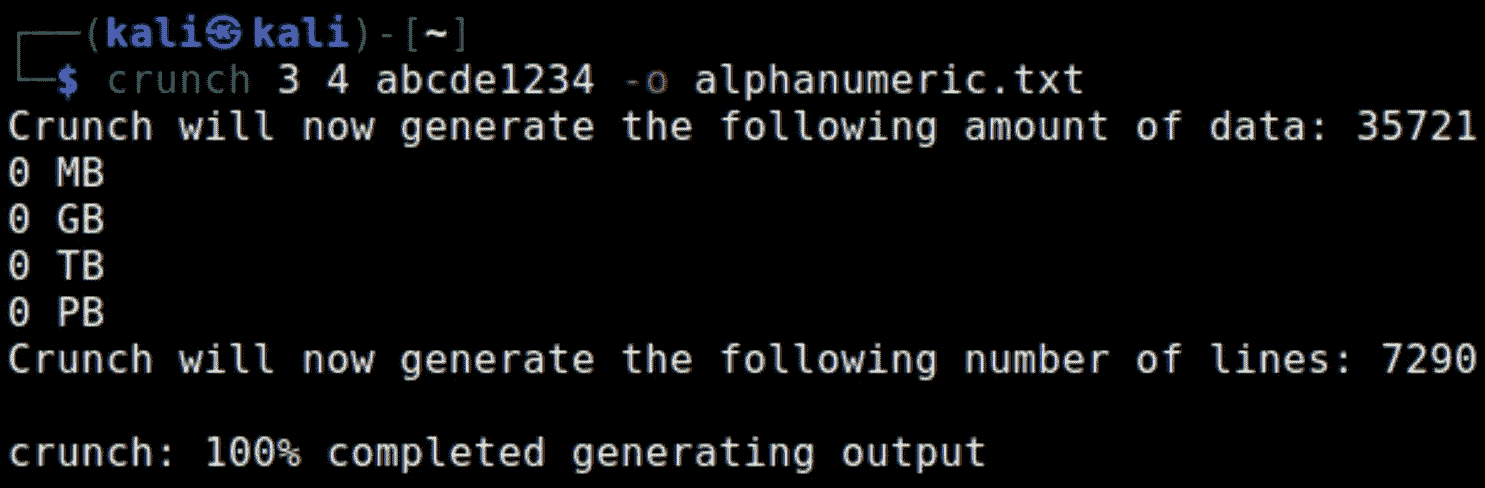 ┌──(kali㉿kali)-[~]
└─$ crunch 3 4 abcde1234 -o alphanumeric.txt
Crunch will now generate the following amount of data: 35721
0 MB
0 GB
0 TB
0 PB
Crunch will now generate the following number of lines: 7290

crunch: 100% completed generating output